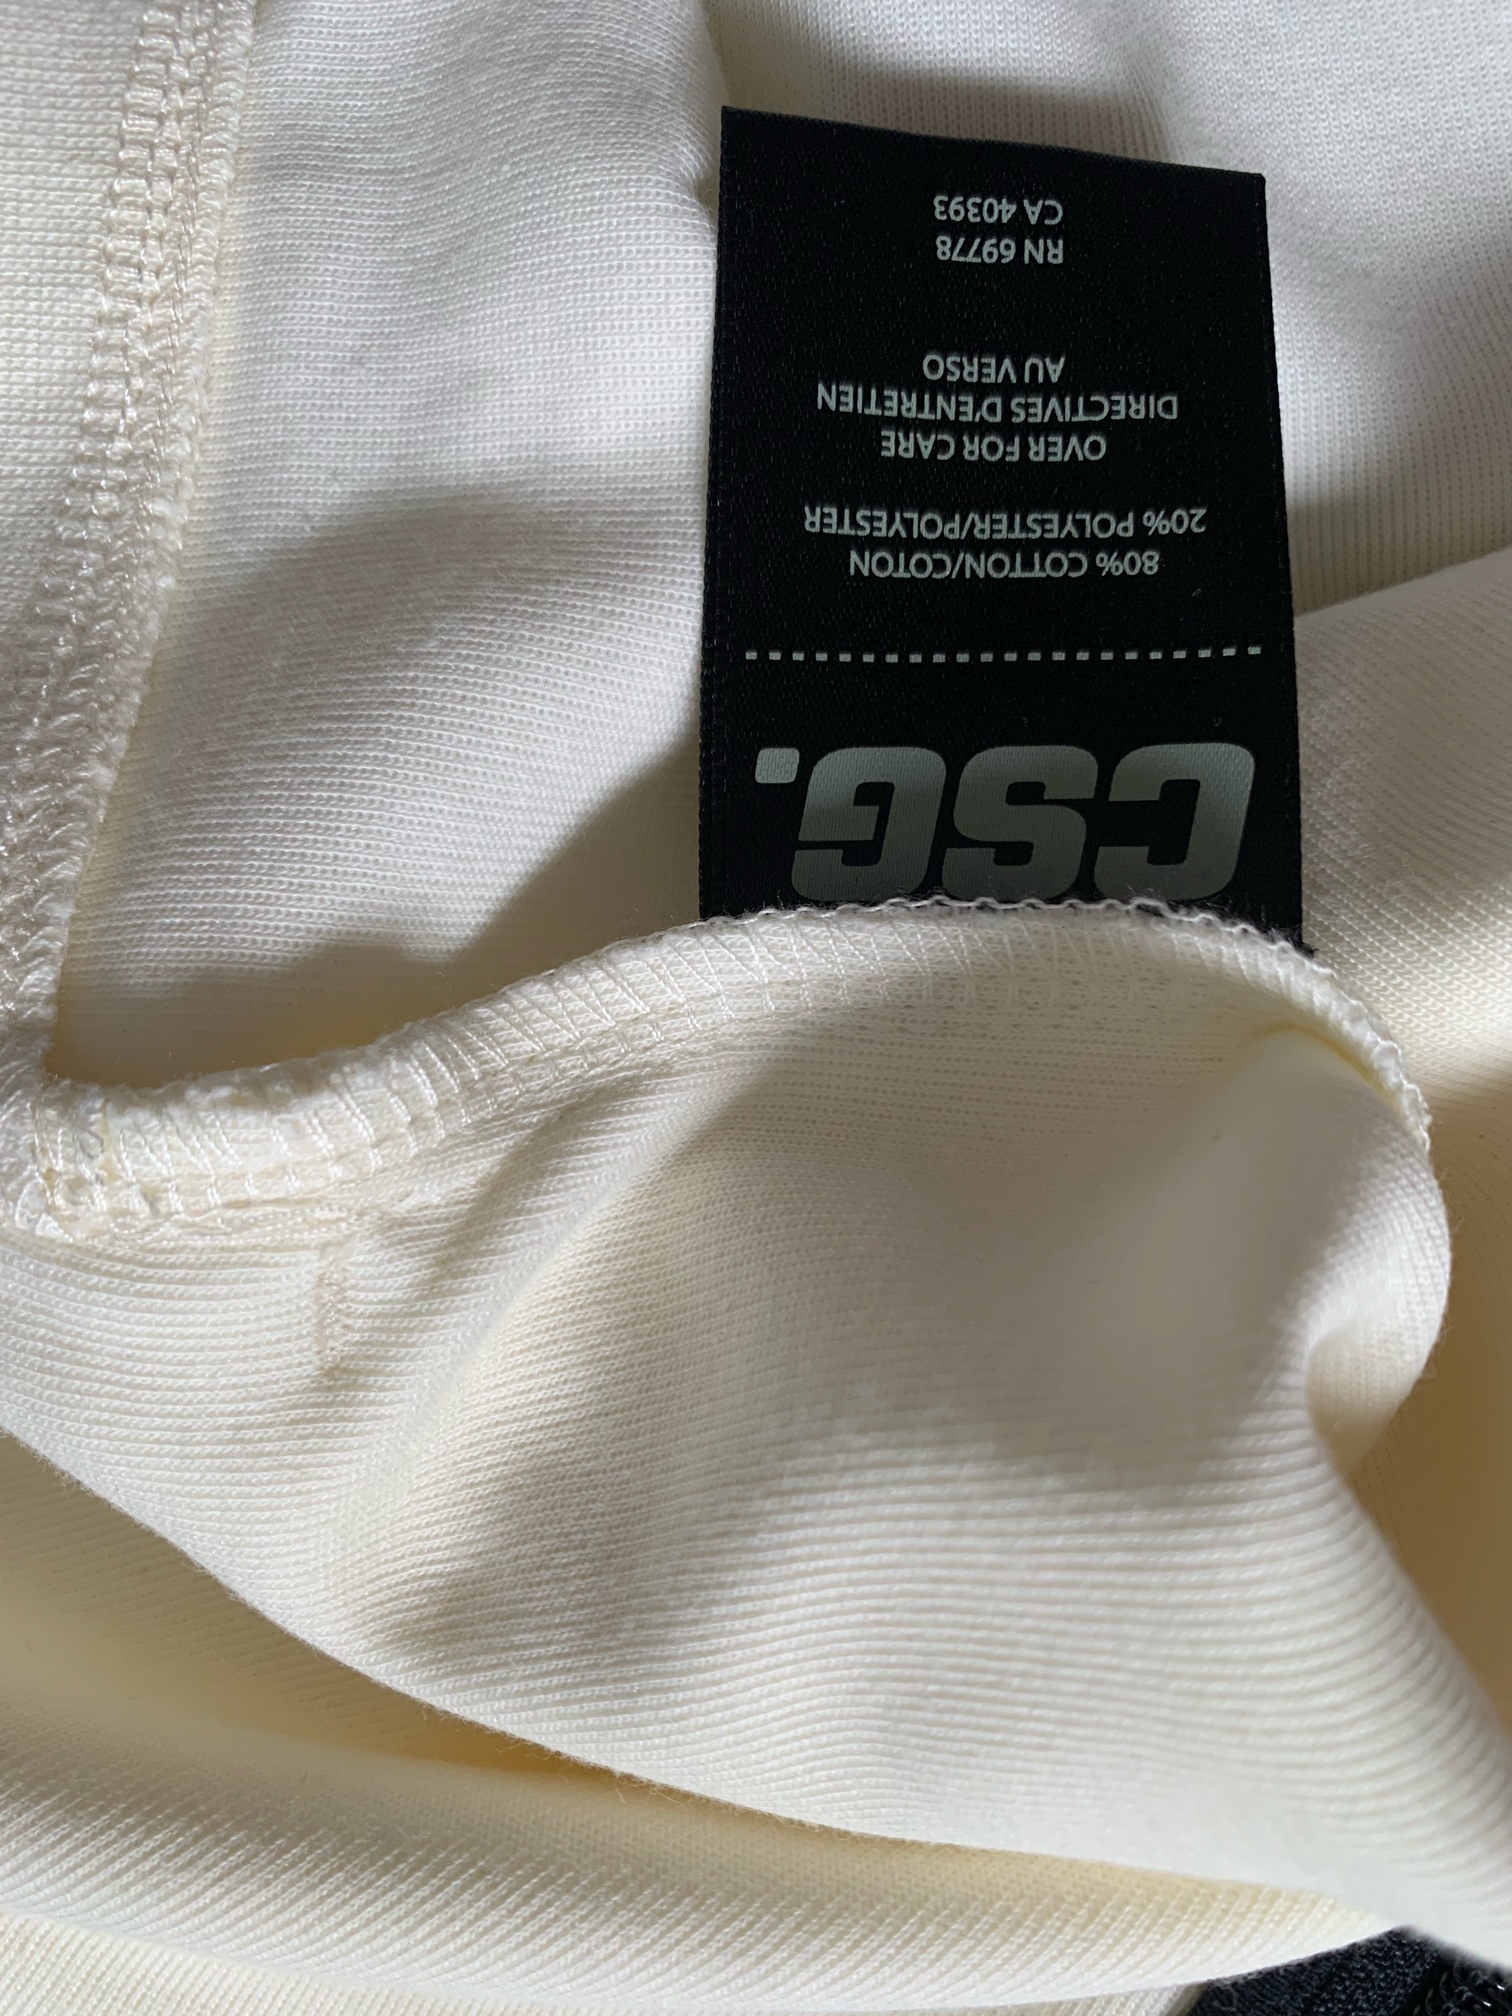 CSG.
80% COTTON/COTON
20% POLYESTER/POLYESTER
OVER FOR CARE
DIRECTIVES D'ENTRETIEN
AU VERSO
RN 69778
CA 40393